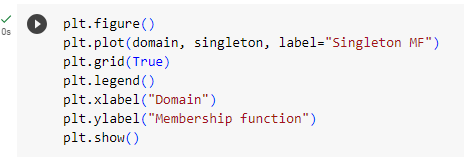 0s
plt.figure()
plt.plot(domain, singleton, label="Singleton MF")
plt.grid(True)
plt.legend()
plt.xlabel("Domain")
plt.ylabel("Membership function")
plt.show()